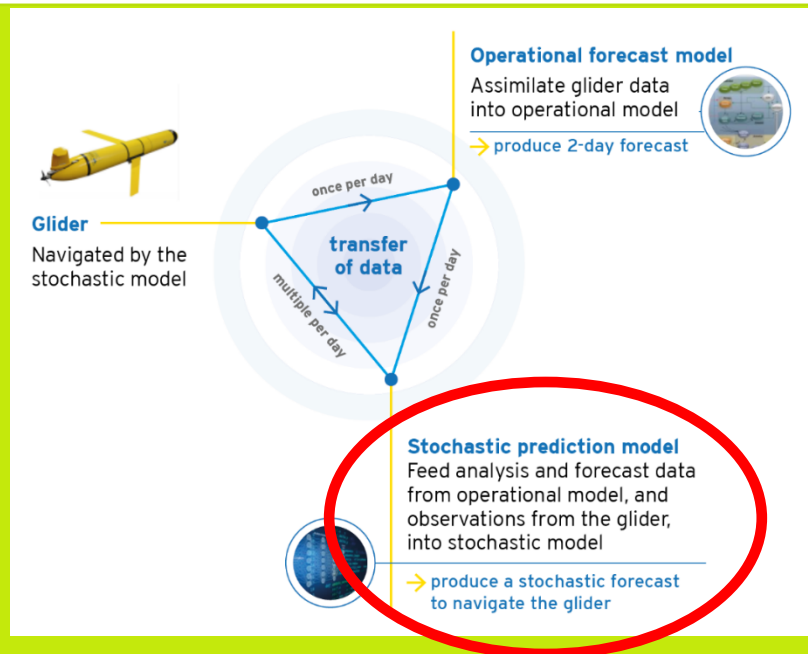 Operational forecast model
Assimilate glider data
into operational model
→ produce 2-day forecast
once per day
Glider
Navigated by the
stochastic model
transfer
of data
once per day
multiple per day
Stochastic prediction model
Feed analysis and forecast data
from operational model, and
observations from the glider,
into stochastic model
→ produce a stochastic forecast
to navigate the glider